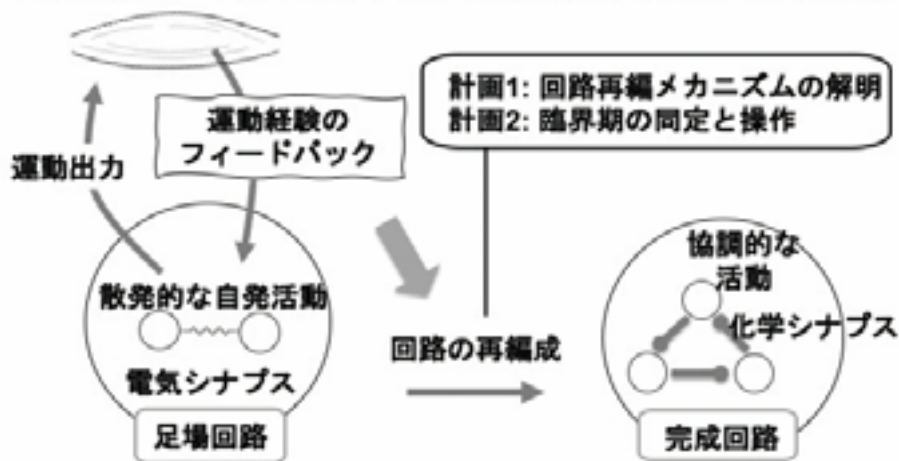 計画1: 回路再編メカニズムの解明
計画2: 臨界期の同定と操作
運動経験の
フィードバック
運動出力
散発的な自発活動
電気シナプス
足場回路
回路の再編成
協調的な
活動
化学シナプス
完成回路